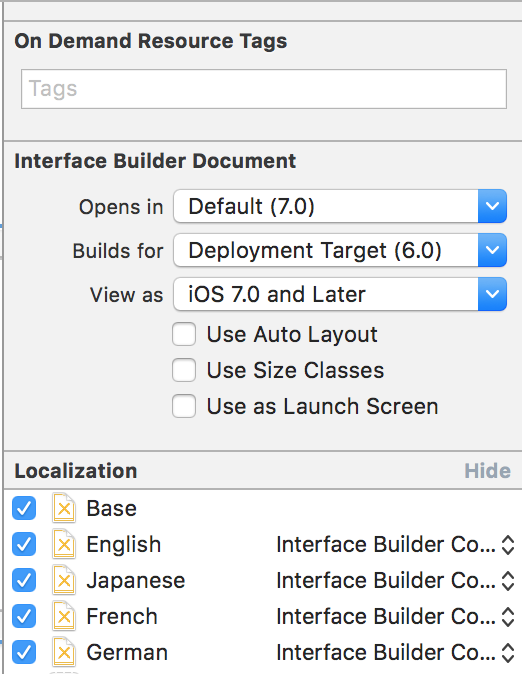 On Demand Resource Tags
Tags
Interface Builder Document
Opens in Default (7.0)
Builds for Deployment Target (6.0)
View as iOS 7.0 and Later
Use Auto Layout
Use Size Classes
Use as Launch Screen
Localization Hide
Base
English Interface Builder Co...
Japanese Interface Builder Co...
French Interface Builder Co...
German Interface Builder Co...